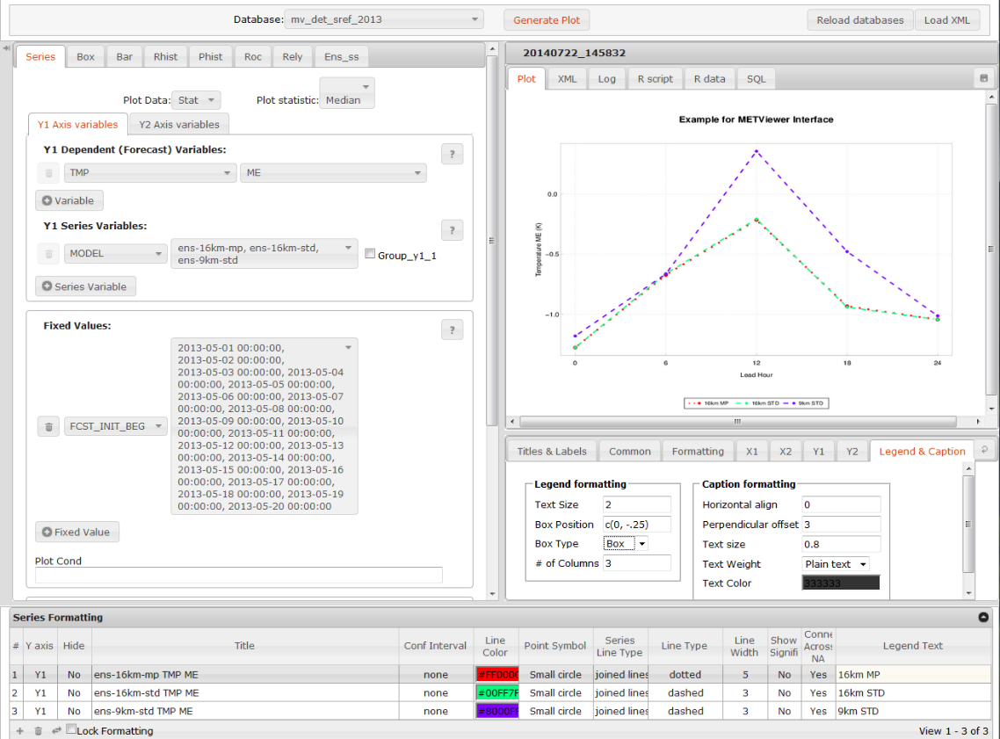 Database: mv_det_sref_2013 Generate Plot Reload databases Load XML
Series Box Bar Rhist Phist Roc Rely Ens_ss
Plot Data: Stat Plot statistic: Median
Y1 Axis variables Y2 Axis variables
Y1 Dependent (Forecast) Variables: ?
TMP ME
Variable
Y1 Series Variables: ?
MODEL ens-16km-mp, ens-16km-std,
ens-9km-std
Group_y1_1
Series Variable
Fixed Values: ?
2013-05-01 00:00:00,
2013-05-02 00:00:00,
2013-05-03 00:00:00, 2013-05-04
00:00:00, 2013-05-05 00:00:00,
2013-05-06 00:00:00, 2013-05-07
00:00:00, 2013-05-08 00:00:00,
2013-05-09 00:00:00, 2013-05-10
00:00:00, 2013-05-11 00:00:00,
2013-05-12 00:00:00, 2013-05-13
00:00:00, 2013-05-14 00:00:00,
2013-05-15 00:00:00, 2013-05-16
00:00:00, 2013-05-17 00:00:00,
2013-05-18 00:00:00, 2013-05-19
00:00:00, 2013-05-20 00:00:00
FCST_INIT_BEG
Fixed Value
Plot Cond
20140722_145832
Plot XML Log R script R data SQL
Example for METViewer Interface
Temperature ME (K)
0.0
−0.5
−1.0
0 6 12 18 24
Lead Hour
16km MP 16km STD 9km STD
Titles & Labels Common Formatting X1 X2 Y1 Y2 Legend & Caption
Legend formatting
Text Size 2
Box Position c(0, -.25)
Box Type Box
# of Columns 3
Caption formatting
Horizontal align 0
Perpendicular offset 3
Text size 0.8
Text Weight Plain text
Text Color 333333
Series Formatting
# Y axis Hide Title Conf Interval Line Color Point Symbol Series Line Type Line Type Line Width Show Signifi Conne Across NA Legend Text
1 Y1 No ens-16km-mp TMP ME none #FF0000 Small circle joined lines dotted 5 No Yes 16km MP
2 Y1 No ens-16km-std TMP ME none #00FF7F Small circle joined lines dashed 3 No Yes 16km STD
3 Y1 No ens-9km-std TMP ME none #8000FF Small circle joined lines dashed 3 No Yes 9km STD
Lock Formatting View 1 - 3 of 3